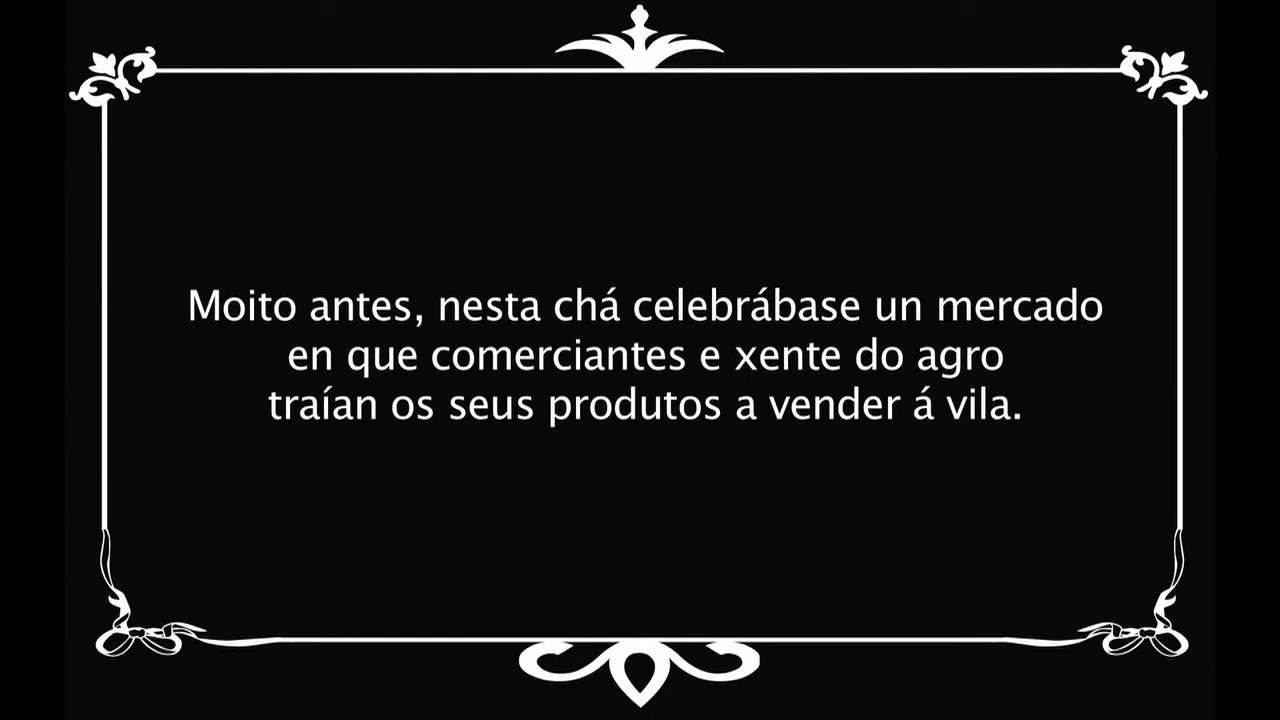 Moito antes, nesta chá celebrábase un mercado
en que comerciantes e xente do agro
traían os seus produtos a vender á vila.